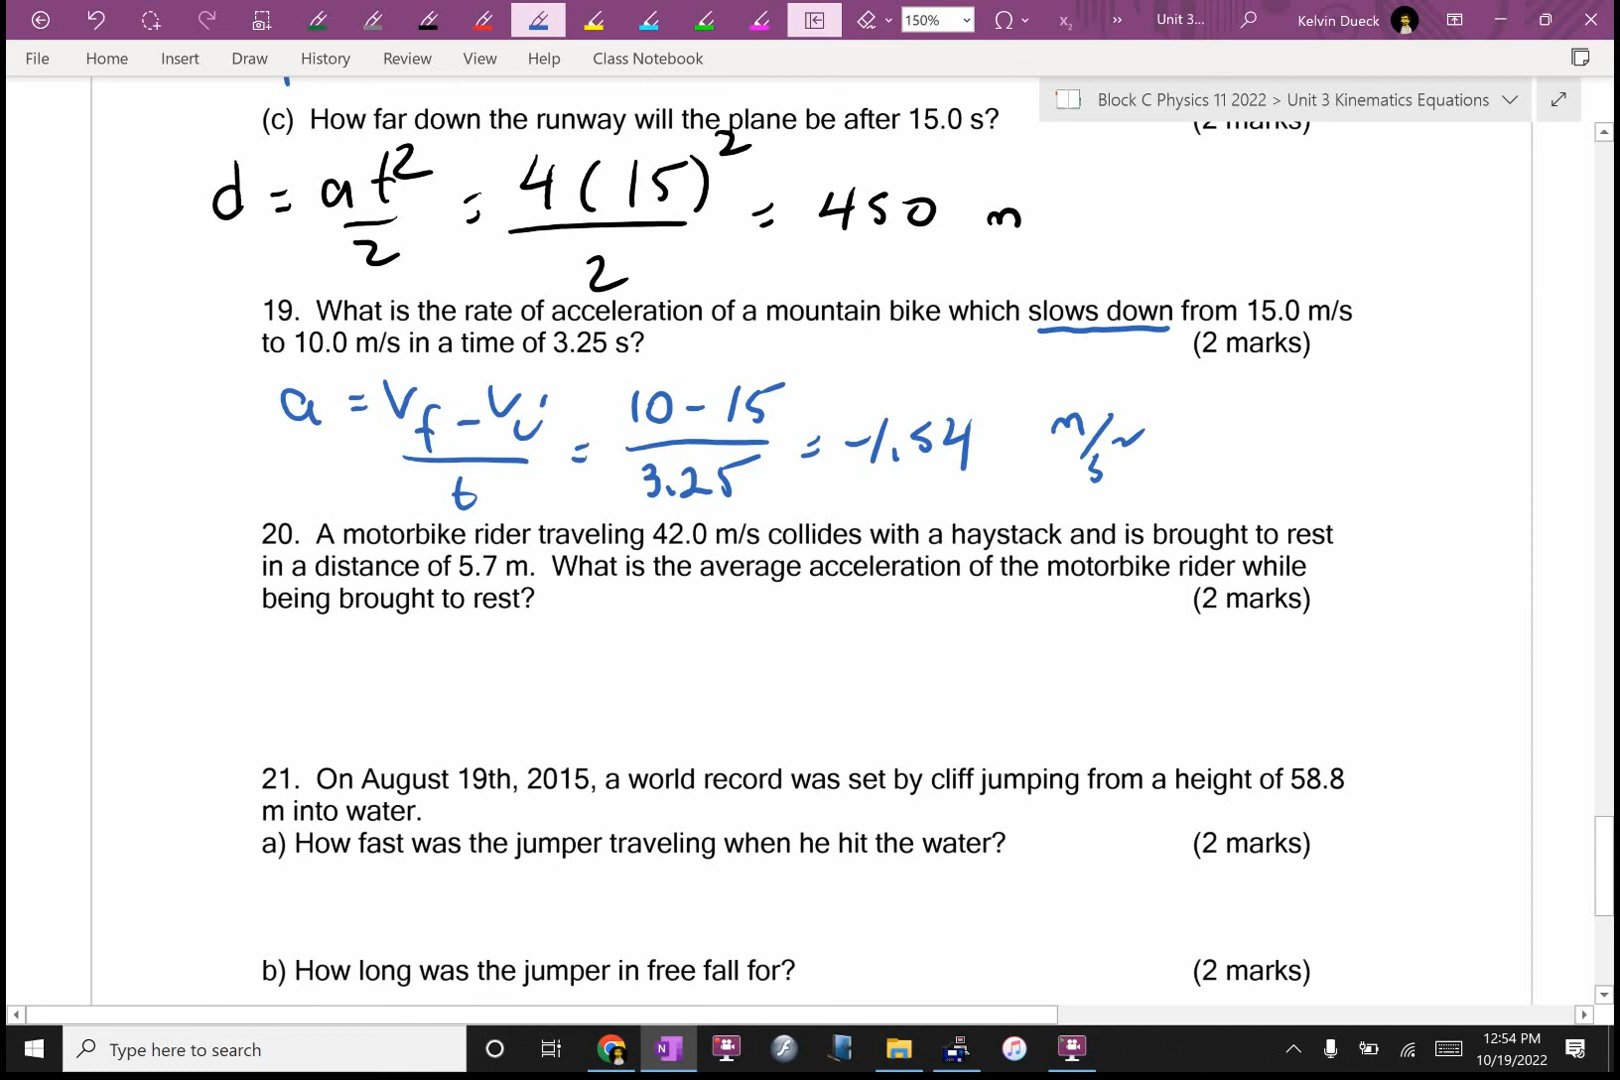 150%
Unit 3...
Kelvin Dueck
File Home Insert Draw History Review View Help Class Notebook
Block C Physics 11 2022 > Unit 3 Kinematics Equations
(c) How far down the runway will the plane be after 15.0 s? (2 marks)
d = at²/2 = 4(15)²/2 = 450 m
19. What is the rate of acceleration of a mountain bike which slows down from 15.0 m/s
to 10.0 m/s in a time of 3.25 s? (2 marks)
a = Vf - Vi/t = 10 - 15/3.25 = -1.54 m/s²
20. A motorbike rider traveling 42.0 m/s collides with a haystack and is brought to rest
in a distance of 5.7 m. What is the average acceleration of the motorbike rider while
being brought to rest? (2 marks)
21. On August 19th, 2015, a world record was set by cliff jumping from a height of 58.8
m into water.
a) How fast was the jumper traveling when he hit the water? (2 marks)
b) How long was the jumper in free fall for? (2 marks)
Type here to search
12:54 PM
10/19/2022